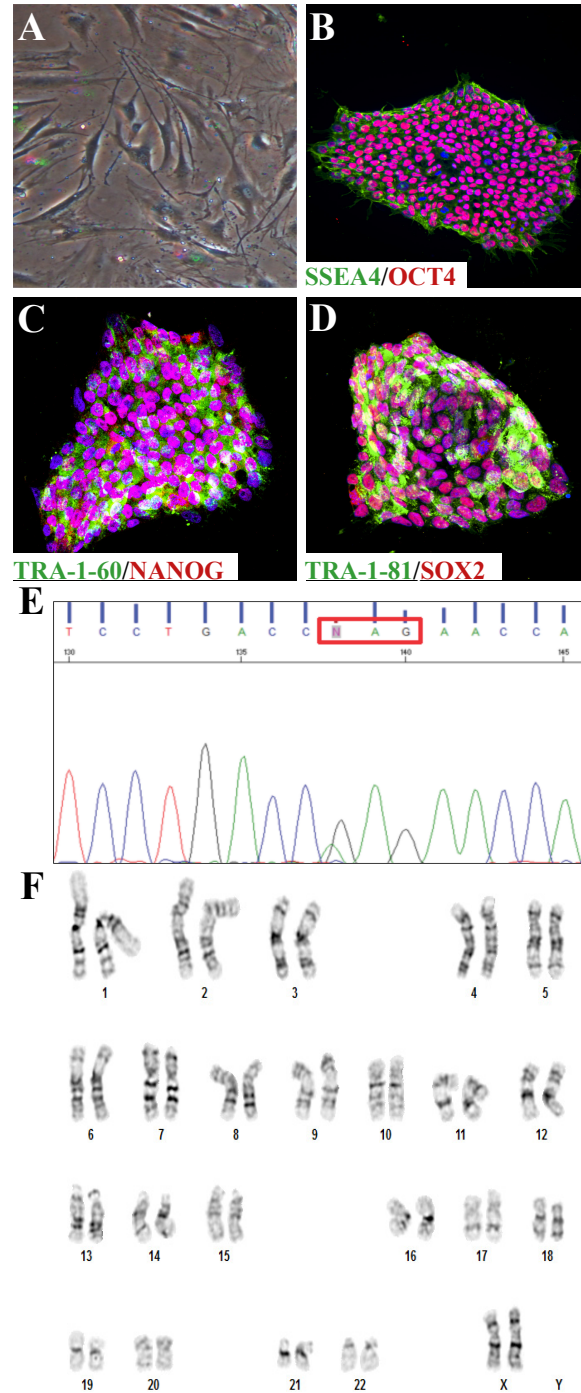 A
B
SSEA4/OCT4
C
D
TRA-1-60/NANOG
TRA-1-81/SOX2
E
T C C T G A C C N A G A A C C A
130 135 140 145
F
1 2 3 4 5
6 7 8 9 10 11 12
13 14 15 16 17 18
19 20 21 22 X Y